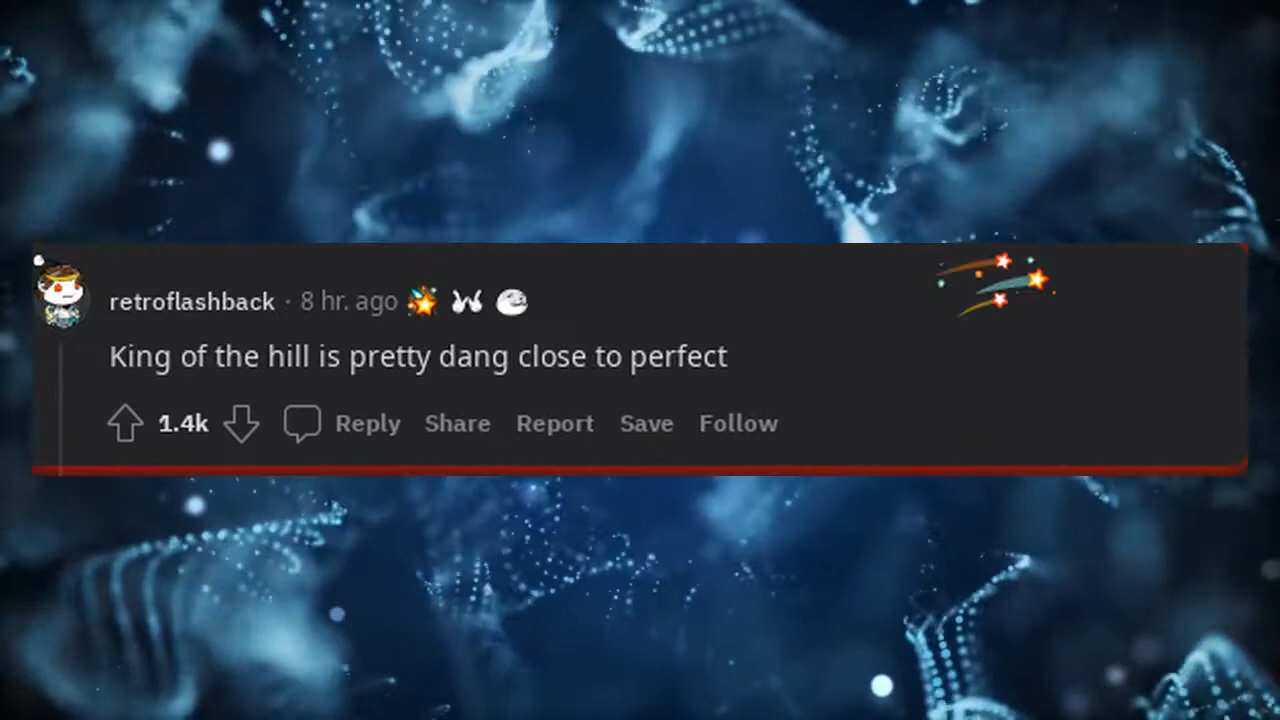 retroflashback · 8 hr. ago
King of the hill is pretty dang close to perfect
1.4k Reply Share Report Save Follow